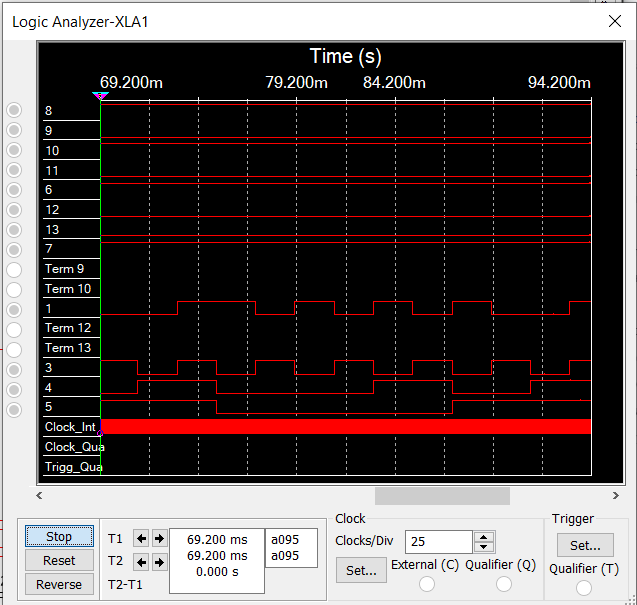 Logic Analyzer-XLA1
Time (s)
69.200m 79.200m 84.200m 94.200m
8
9
10
11
6
12
13
7
Term 9
Term 10
1
Term 12
Term 13
3
4
5
Clock_Int
Clock_Qua
Trigg_Qua
Stop
Reset
Reverse
T1
T2
T2-T1
69.200 ms
69.200 ms
0.000 s
a095
a095
Clock
Clocks/Div 25
Set...
External (C) Qualifier (Q)
Trigger
Set...
Qualifier (T)